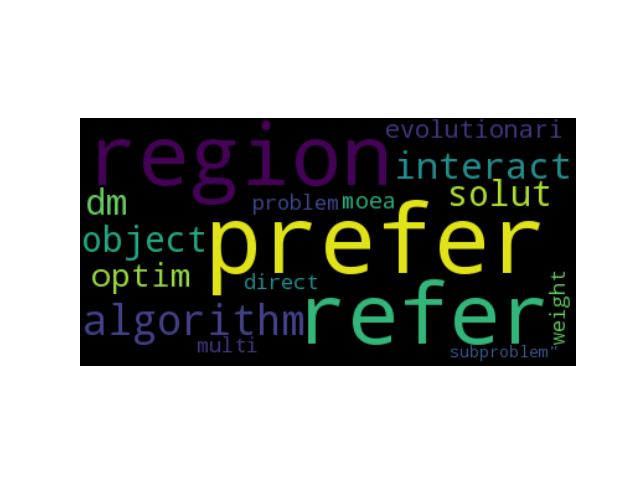 evolutionari
region
interact
dm
solut
problem
moea
prefer
object
optim
direct
weight
refer
algorithm
multi
subproblem"